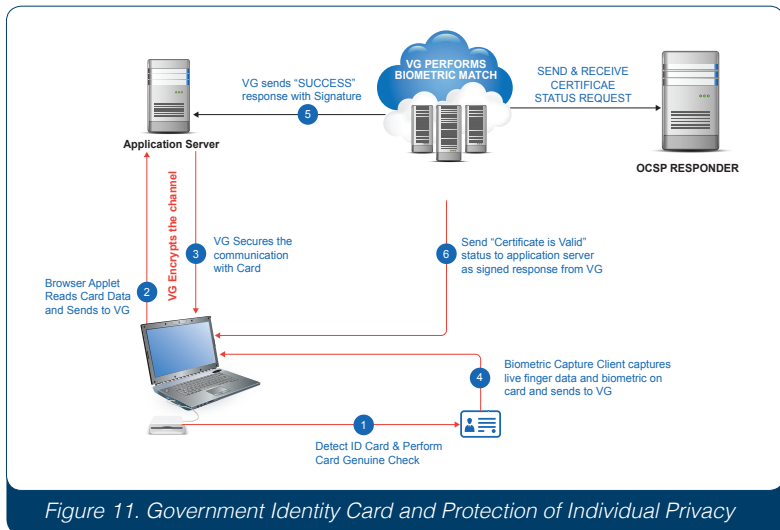 VG PERFORMS
BIOMETRIC MATCH
VG sends “SUCCESS”
response with Signature
5
SEND & RECEIVE
CERTIFICAE
STATUS REQUEST
Application Server
OCSP RESPONDER
VG Encrypts the channel
3
VG Secures the
communication
with Card
6
Send “Certificate is Valid”
status to application server
as signed response from VG
Browser Applet
Reads Card Data
and Sends to VG
2
4
Biometric Capture Client captures
live finger data and biometric on
card and sends to VG
1
Detect ID Card & Perform
Card Genuine Check
Figure 11. Government Identity Card and Protection of Individual Privacy